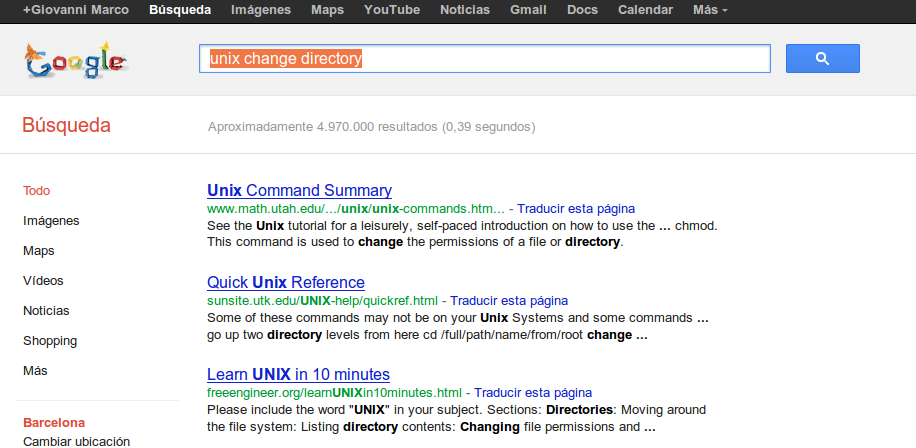 +Giovanni Marco Búsqueda Imágenes Maps YouTube Noticias Gmail Docs Calendar Más
Google
unix change directory
Búsqueda
Aproximadamente 4.970.000 resultados (0,39 segundos)
Todo
Imágenes
Maps
Vídeos
Noticias
Shopping
Más
Barcelona
Cambiar ubicación
Unix Command Summary
www.math.utah.edu/.../unix/unix-commands.htm... - Traducir esta página
See the Unix tutorial for a leisurely, self-paced introduction on how to use the ... chmod.
This command is used to change the permissions of a file or directory.
Quick Unix Reference
sunsite.utk.edu/UNIX-help/quickref.html - Traducir esta página
Some of these commands may not be on your Unix Systems and some commands ...
go up two directory levels from here cd /full/path/name/from/root change ...
Learn UNIX in 10 minutes
freeengineer.org/learnUNIXin10minutes.html - Traducir esta página
Please include the word "UNIX" in your subject. Sections: Directories: Moving around
the file system: Listing directory contents: Changing file permissions and ...